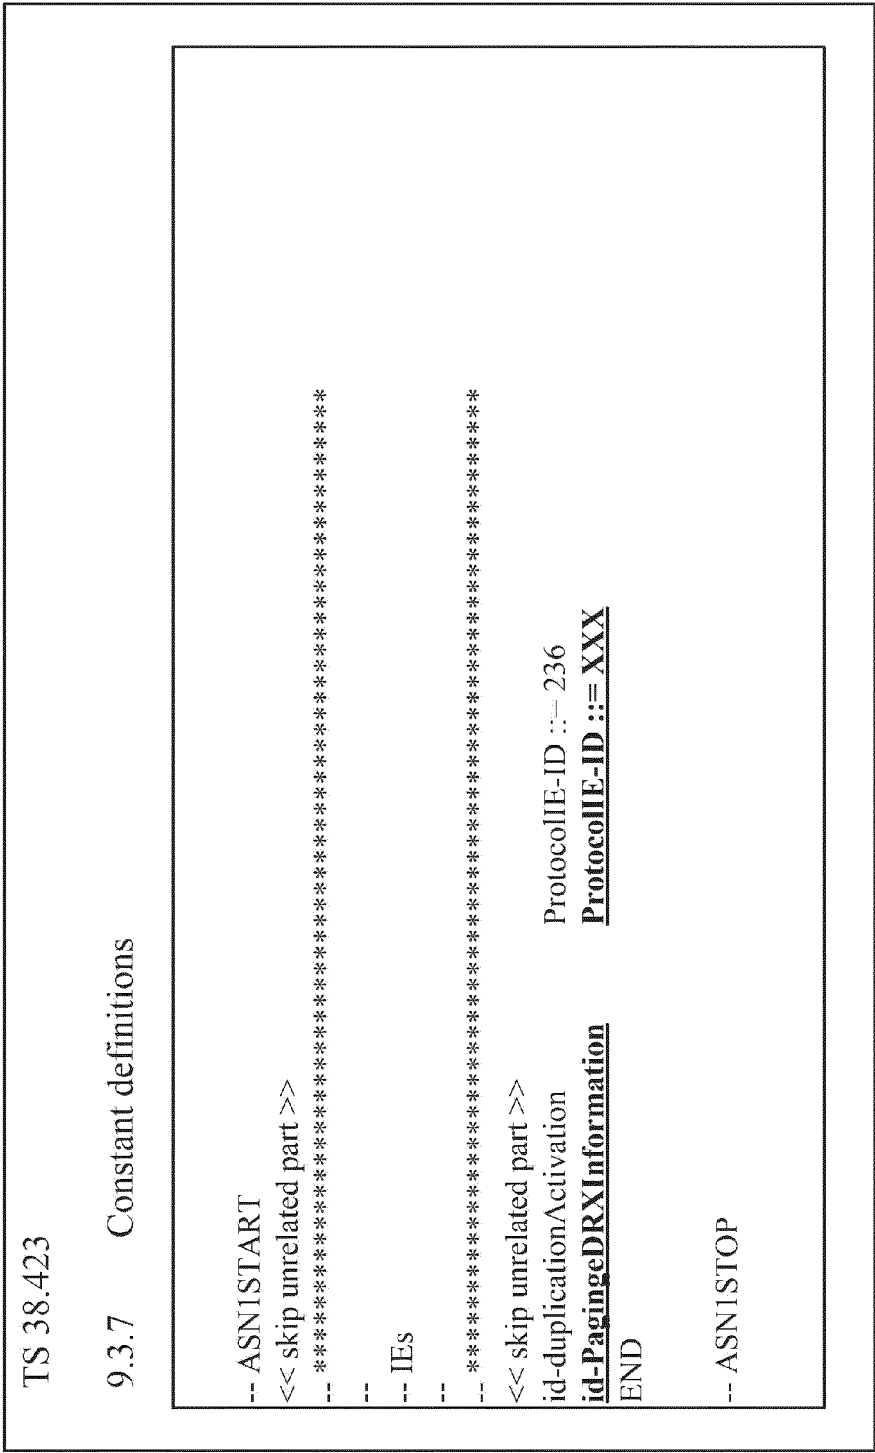 TS 38.423
9.3.7 Constant definitions
-- ASN1START
<< skip unrelated part >>
-- **************************************************************
--
-- IEs
--
-- **************************************************************
<< skip unrelated part >>
id-duplicationActivation ProtocolIE-ID ::= 236
id-PagingeDRXInformation ProtocolIE-ID ::= XXX
END
-- ASN1STOP